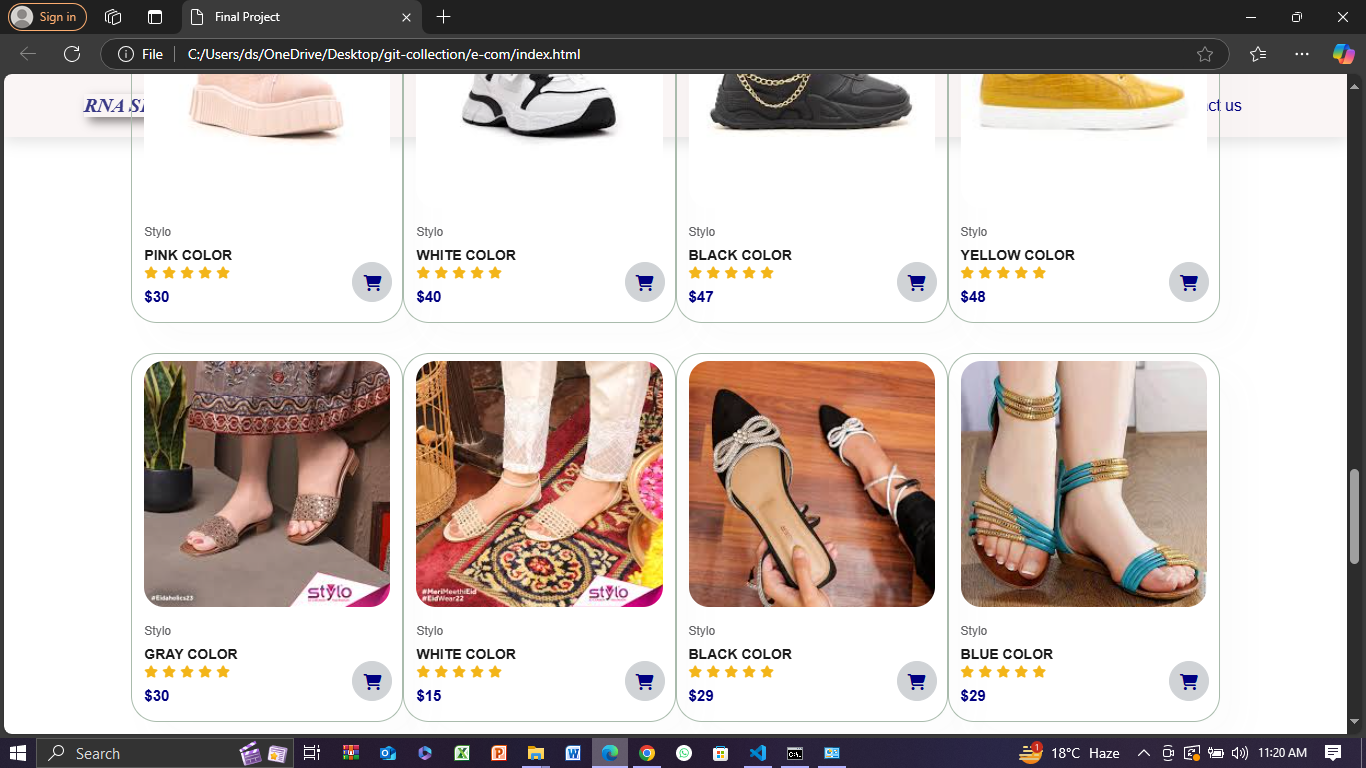 Sign in
Final Project
File
C:/Users/ds/OneDrive/Desktop/git-collection/e-com/index.html
RNA S
ct us
Stylo
PINK COLOR
$30
Stylo
WHITE COLOR
$40
Stylo
BLACK COLOR
$47
Stylo
YELLOW COLOR
$48
#Eidaholics23
stylo
#MeriMeethiEid
#EidWear22
stylo
Stylo
GRAY COLOR
$30
Stylo
WHITE COLOR
$15
Stylo
BLACK COLOR
$29
Stylo
BLUE COLOR
$29
Search
1
18°C Haze
11:20 AM